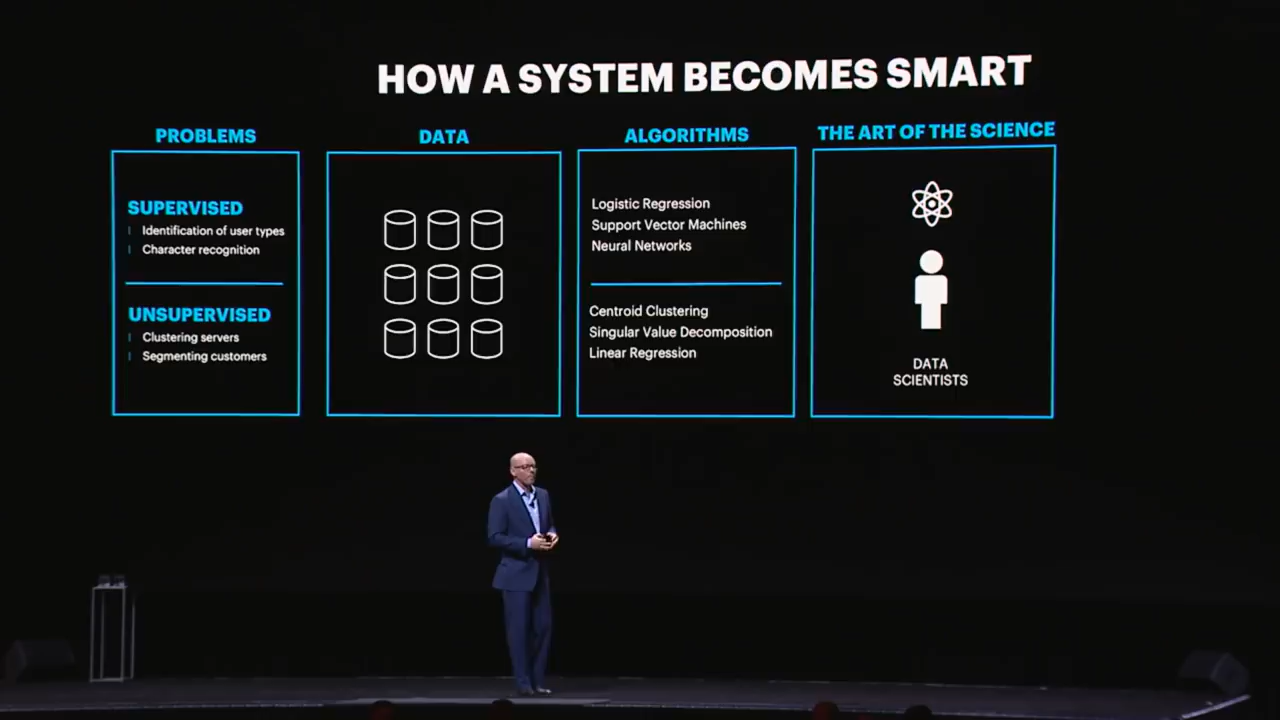 HOW A SYSTEM BECOMES SMART
PROBLEMS
SUPERVISED
Identification of user types
Character recognition
UNSUPERVISED
Clustering servers
Segmenting customers
DATA
ALGORITHMS
Logistic Regression
Support Vector Machines
Neural Networks
Centroid Clustering
Singular Value Decomposition
Linear Regression
THE ART OF THE SCIENCE
DATA
SCIENTISTS